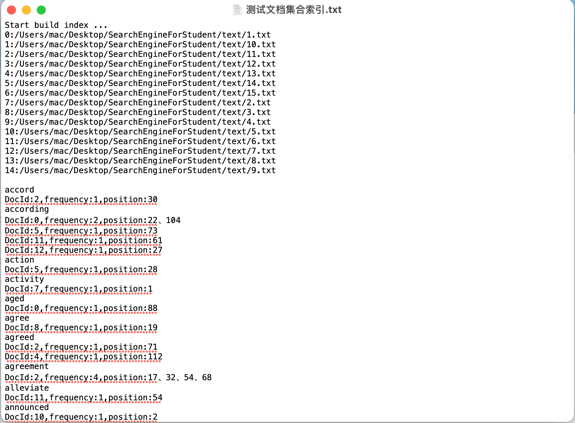 测试文档集合索引.txt
Start build index ...
0:/Users/mac/Desktop/SearchEngineForStudent/text/1.txt
1:/Users/mac/Desktop/SearchEngineForStudent/text/10.txt
2:/Users/mac/Desktop/SearchEngineForStudent/text/11.txt
3:/Users/mac/Desktop/SearchEngineForStudent/text/12.txt
4:/Users/mac/Desktop/SearchEngineForStudent/text/13.txt
5:/Users/mac/Desktop/SearchEngineForStudent/text/14.txt
6:/Users/mac/Desktop/SearchEngineForStudent/text/15.txt
7:/Users/mac/Desktop/SearchEngineForStudent/text/2.txt
8:/Users/mac/Desktop/SearchEngineForStudent/text/3.txt
9:/Users/mac/Desktop/SearchEngineForStudent/text/4.txt
10:/Users/mac/Desktop/SearchEngineForStudent/text/5.txt
11:/Users/mac/Desktop/SearchEngineForStudent/text/6.txt
12:/Users/mac/Desktop/SearchEngineForStudent/text/7.txt
13:/Users/mac/Desktop/SearchEngineForStudent/text/8.txt
14:/Users/mac/Desktop/SearchEngineForStudent/text/9.txt
accord
DocId:2,frequency:1,position:30
according
DocId:0,frequency:2,position:22、104
DocId:5,frequency:1,position:73
DocId:11,frequency:1,position:61
DocId:12,frequency:1,position:27
action
DocId:5,frequency:1,position:28
activity
DocId:7,frequency:1,position:1
aged
DocId:0,frequency:1,position:88
agree
DocId:8,frequency:1,position:19
agreed
DocId:2,frequency:1,position:71
DocId:4,frequency:1,position:112
agreement
DocId:2,frequency:4,position:17、32、54、68
alleviate
DocId:11,frequency:1,position:54
announced
DocId:10,frequency:1,position:2